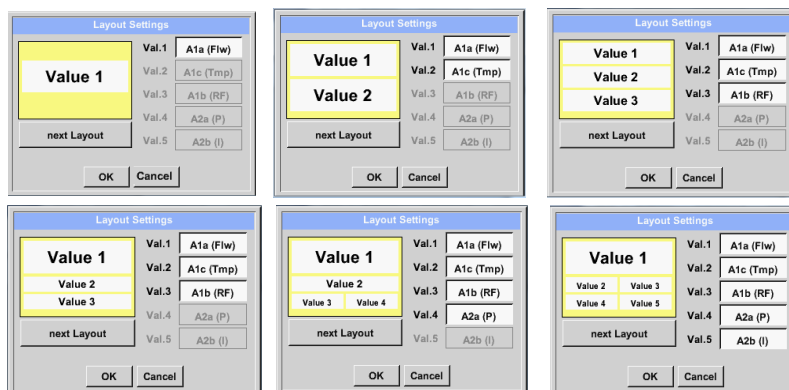 Layout Settings
Value 1
Val.1 A1a (Flw)
Val.2 A1c (Tmp)
Val.3 A1b (RF)
Val.4 A2a (P)
Val.5 A2b (I)
next Layout
OK Cancel
Layout Settings
Value 1
Value 2
Val.1 A1a (Flw)
Val.2 A1c (Tmp)
Val.3 A1b (RF)
Val.4 A2a (P)
Val.5 A2b (I)
next Layout
OK Cancel
Layout Settings
Value 1
Value 2
Value 3
Val.1 A1a (Flw)
Val.2 A1c (Tmp)
Val.3 A1b (RF)
Val.4 A2a (P)
Val.5 A2b (I)
next Layout
OK Cancel
Layout Settings
Value 1
Value 2
Value 3
Val.1 A1a (Flw)
Val.2 A1c (Tmp)
Val.3 A1b (RF)
Val.4 A2a (P)
Val.5 A2b (I)
next Layout
OK Cancel
Layout Settings
Value 1
Value 2
Value 3 Value 4
Val.1 A1a (Flw)
Val.2 A1c (Tmp)
Val.3 A1b (RF)
Val.4 A2a (P)
Val.5 A2b (I)
next Layout
OK Cancel
Layout Settings
Value 1
Value 2 Value 3
Value 4 Value 5
Val.1 A1a (Flw)
Val.2 A1c (Tmp)
Val.3 A1b (RF)
Val.4 A2a (P)
Val.5 A2b (I)
next Layout
OK Cancel